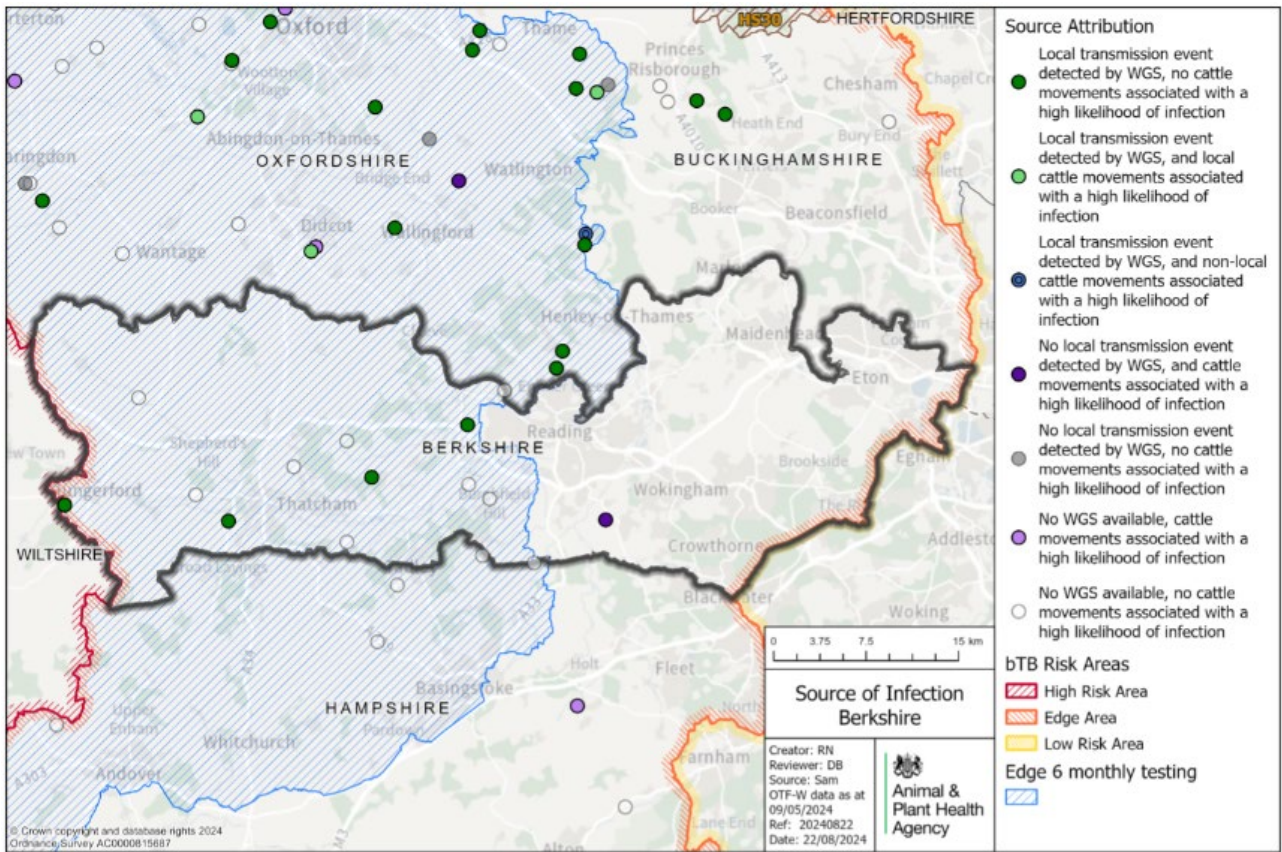 HS30
HERTFORDSHIRE
Oxford
Thame
Princes
Risborough
A413
Chesham
Chapel
Wootton
Village
A4010
Heath End
Bury End
Abingdon-on-Thames
OXFORDSHIRE
BUCKINGHAMSHIRE
Bridge End
Watlington
Booker
Beaconsfield
Didcot
Wallingford
Wantage
Henley-on-Thames
Maidenhead
Eton
Reading
BERKSHIRE
Shepherd's
Hill
Brookside
Egham
Thatcham
Wokingham
WILTSHIRE
Crowthorne
Woking
A33
A34
Holt
Fleet
Basingstoke
HAMPSHIRE
Upper
Whitchurch
Farnham
A303
Andover
M3
Lane End
Alton
© Crown copyright and database rights 2024
Ordnance Survey AC0000815687
0 3.75 7.5 15 km
Source of Infection
Berkshire
Creator: RN
Reviewer: DB
Source: Sam
OTF-W data as at
09/05/2024
Ref: 20240822
Date: 22/08/2024
Animal &
Plant Health
Agency
Source Attribution
Local transmission event
detected by WGS, no cattle
movements associated with a
high likelihood of infection
Local transmission event
detected by WGS, and local
cattle movements associated
with a high likelihood of
infection
Local transmission event
detected by WGS, and non-local
cattle movements associated
with a high likelihood of
infection
No local transmission event
detected by WGS, and cattle
movements associated with a
high likelihood of infection
No local transmission event
detected by WGS, no cattle
movements associated with a
high likelihood of infection
No WGS available, cattle
movements associated with a
high likelihood of infection
No WGS available, no cattle
movements associated with a
high likelihood of infection
bTB Risk Areas
High Risk Area
Edge Area
Low Risk Area
Edge 6 monthly testing